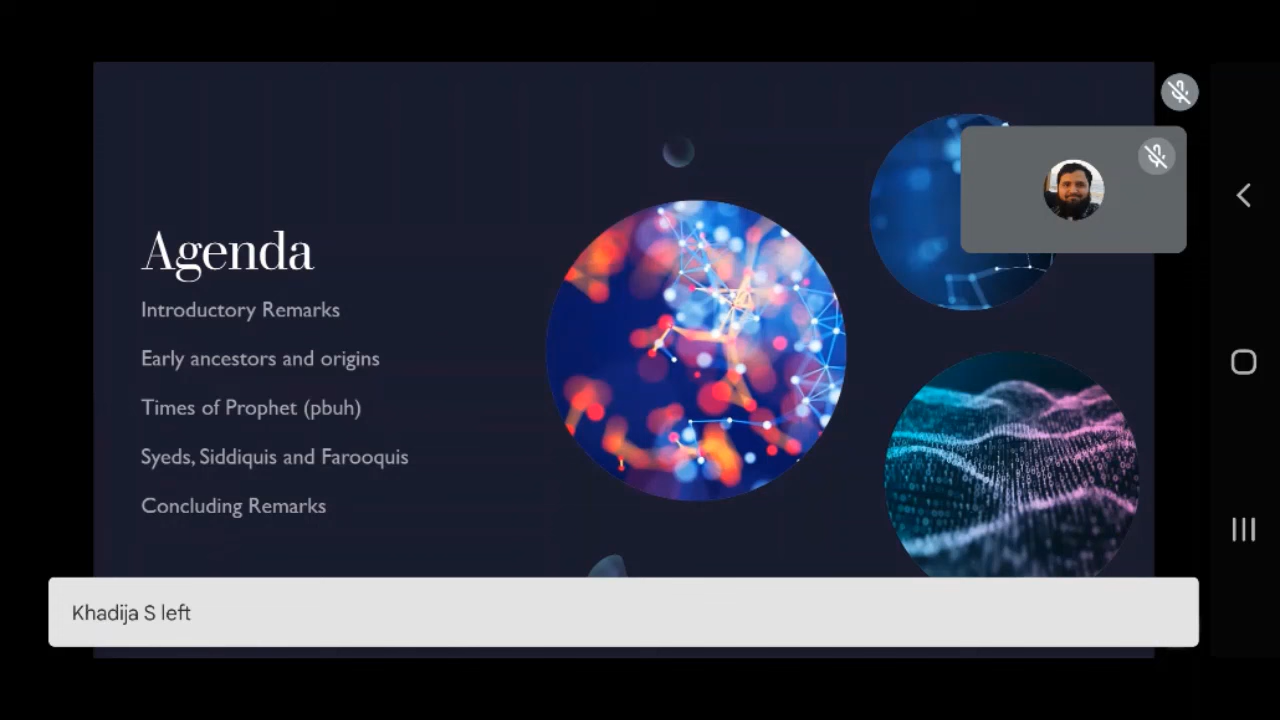 Agenda
Introductory Remarks
Early ancestors and origins
Times of Prophet (pbuh)
Syeds, Siddiquis and Farooquis
Concluding Remarks
Khadija S left